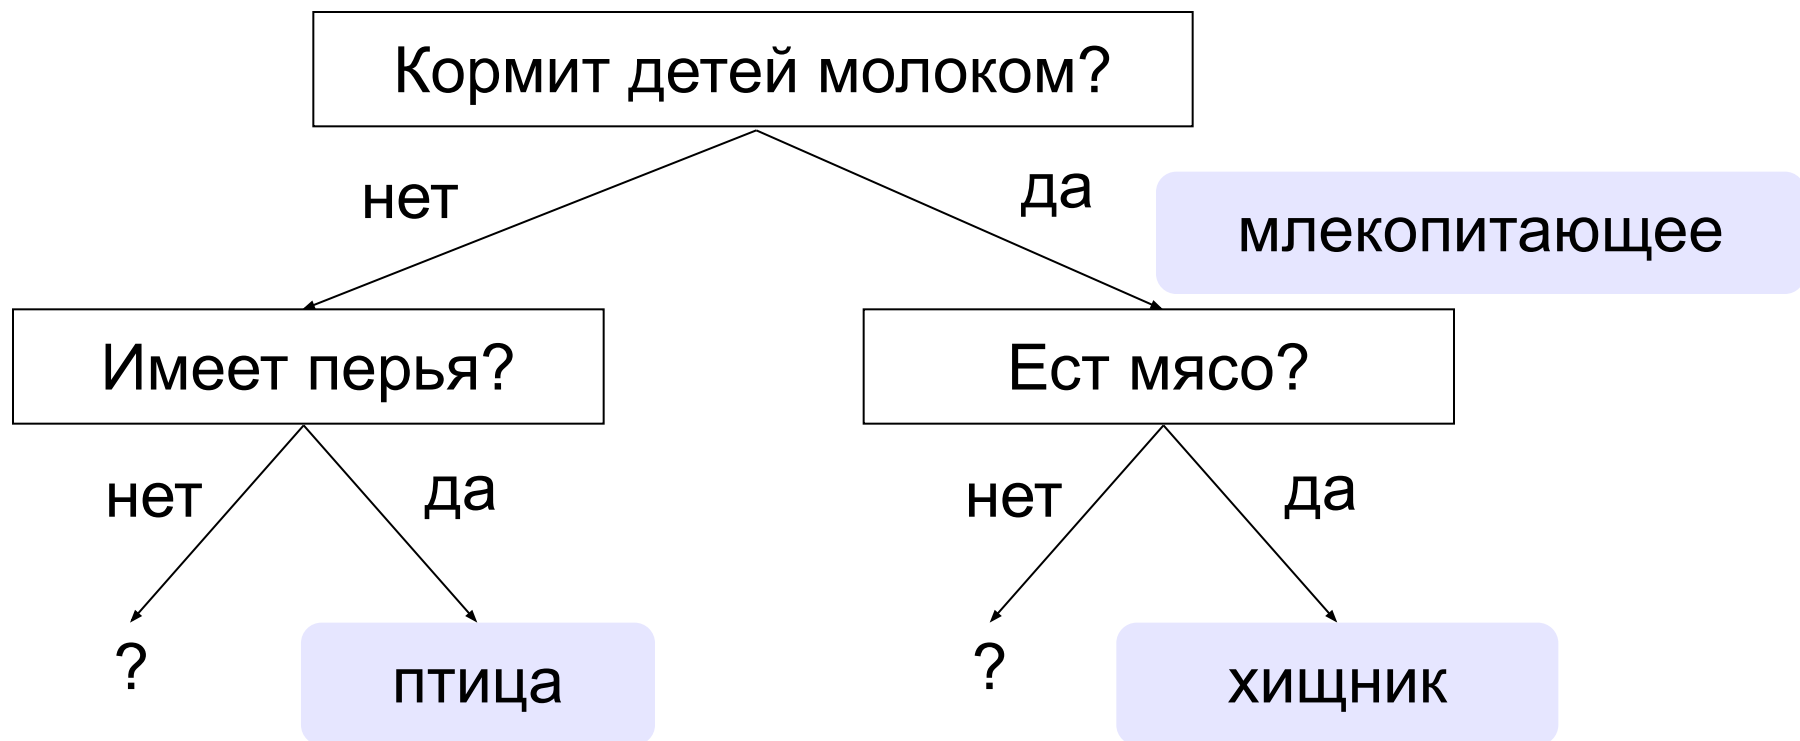 Кормит детей молоком?
нет
да
млекопитающее
Имеет перья?
Ест мясо?
нет
да
нет
да
?
птица
?
хищник